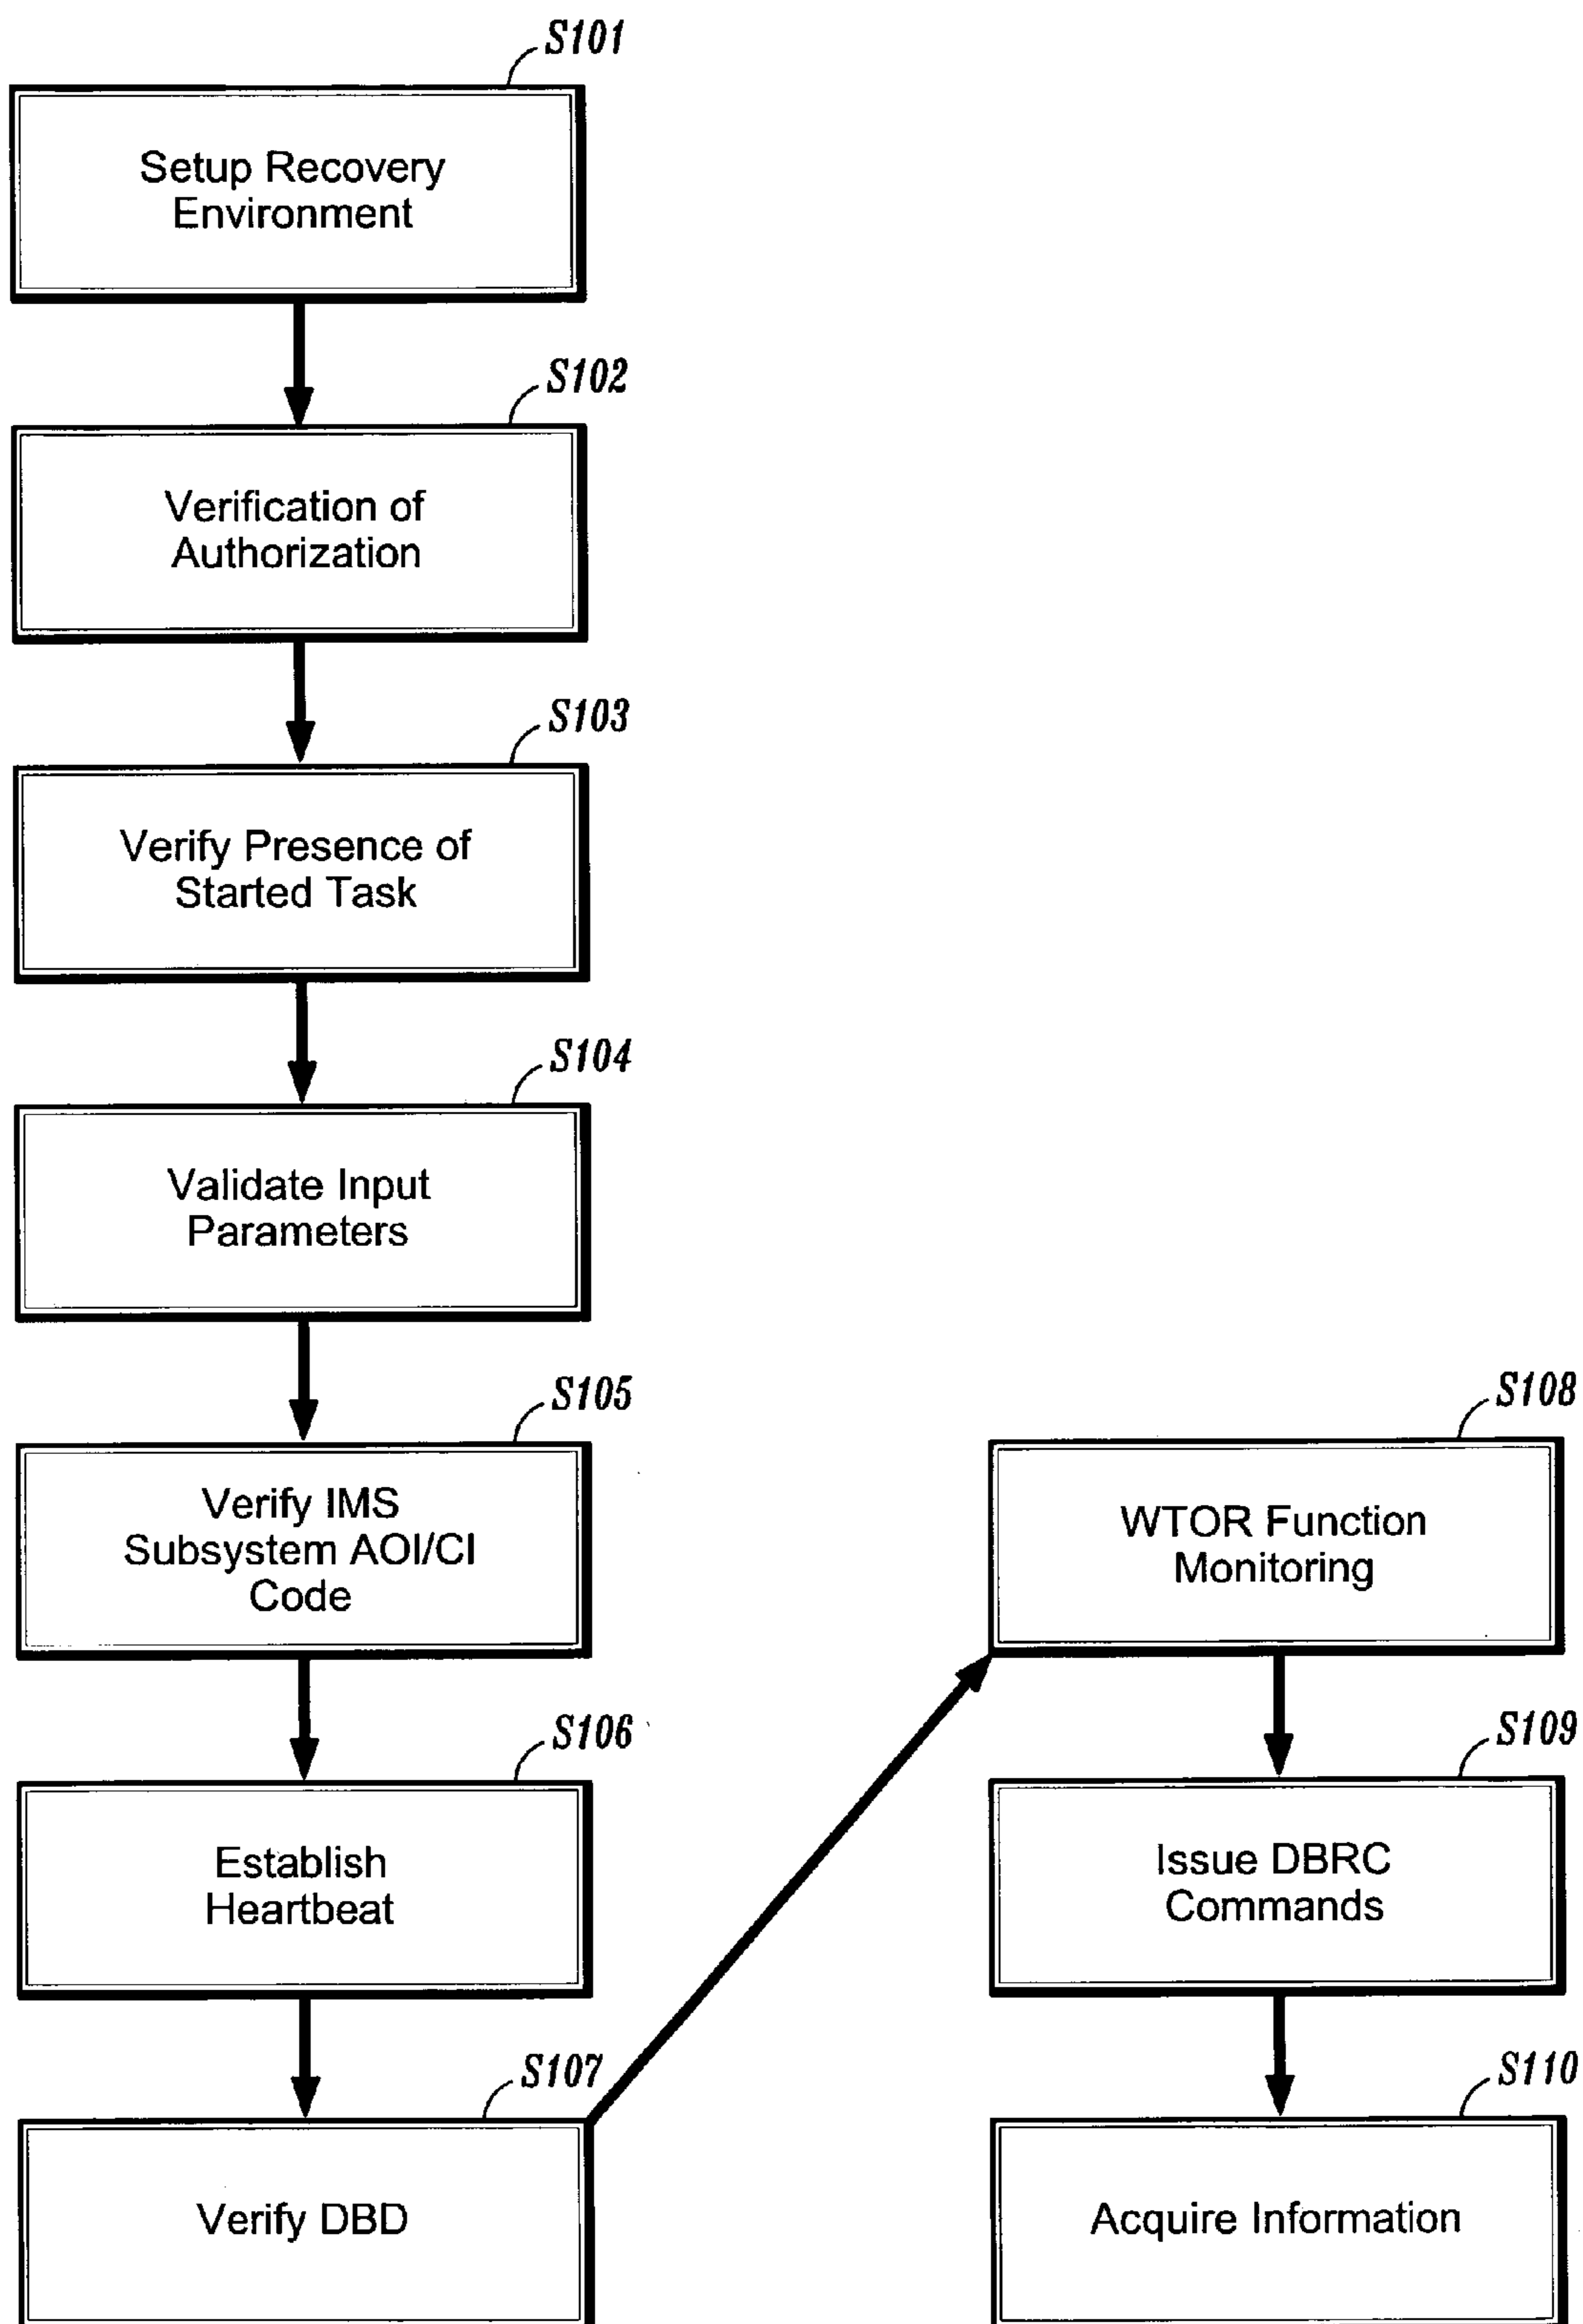 S101
Setup Recovery
Environment
S102
Verification of
Authorization
S103
Verify Presence of
Started Task
S104
Validate Input
Parameters
S105
Verify IMS
Subsystem AOI/CI
Code
S106
Establish
Heartbeat
S107
Verify DBD
S108
WTOR Function
Monitoring
S109
Issue DBRC
Commands
S110
Acquire Information